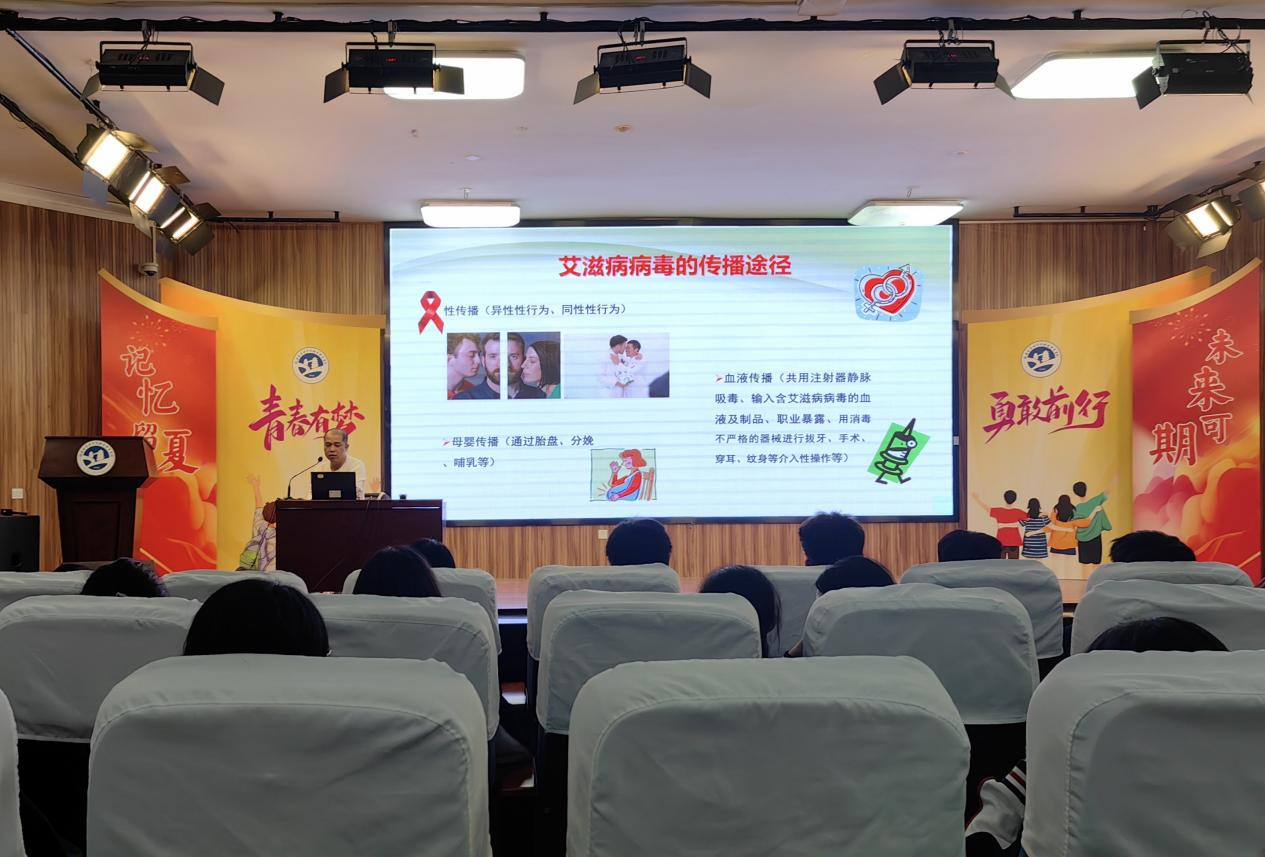 艾滋病病毒的传播途径
性传播（异性性行为、同性性行为）
➢母婴传播（通过胎盘、分娩
、哺乳等）
➢血液传播（共用注射器静脉
吸毒、输入含艾滋病病毒的血
液及制品、职业暴露、用消毒
不严格的器械进行拔牙、手术、
穿耳、纹身等介入性操作等）
记忆
夏
青春有梦
勇敢前行
未来可期